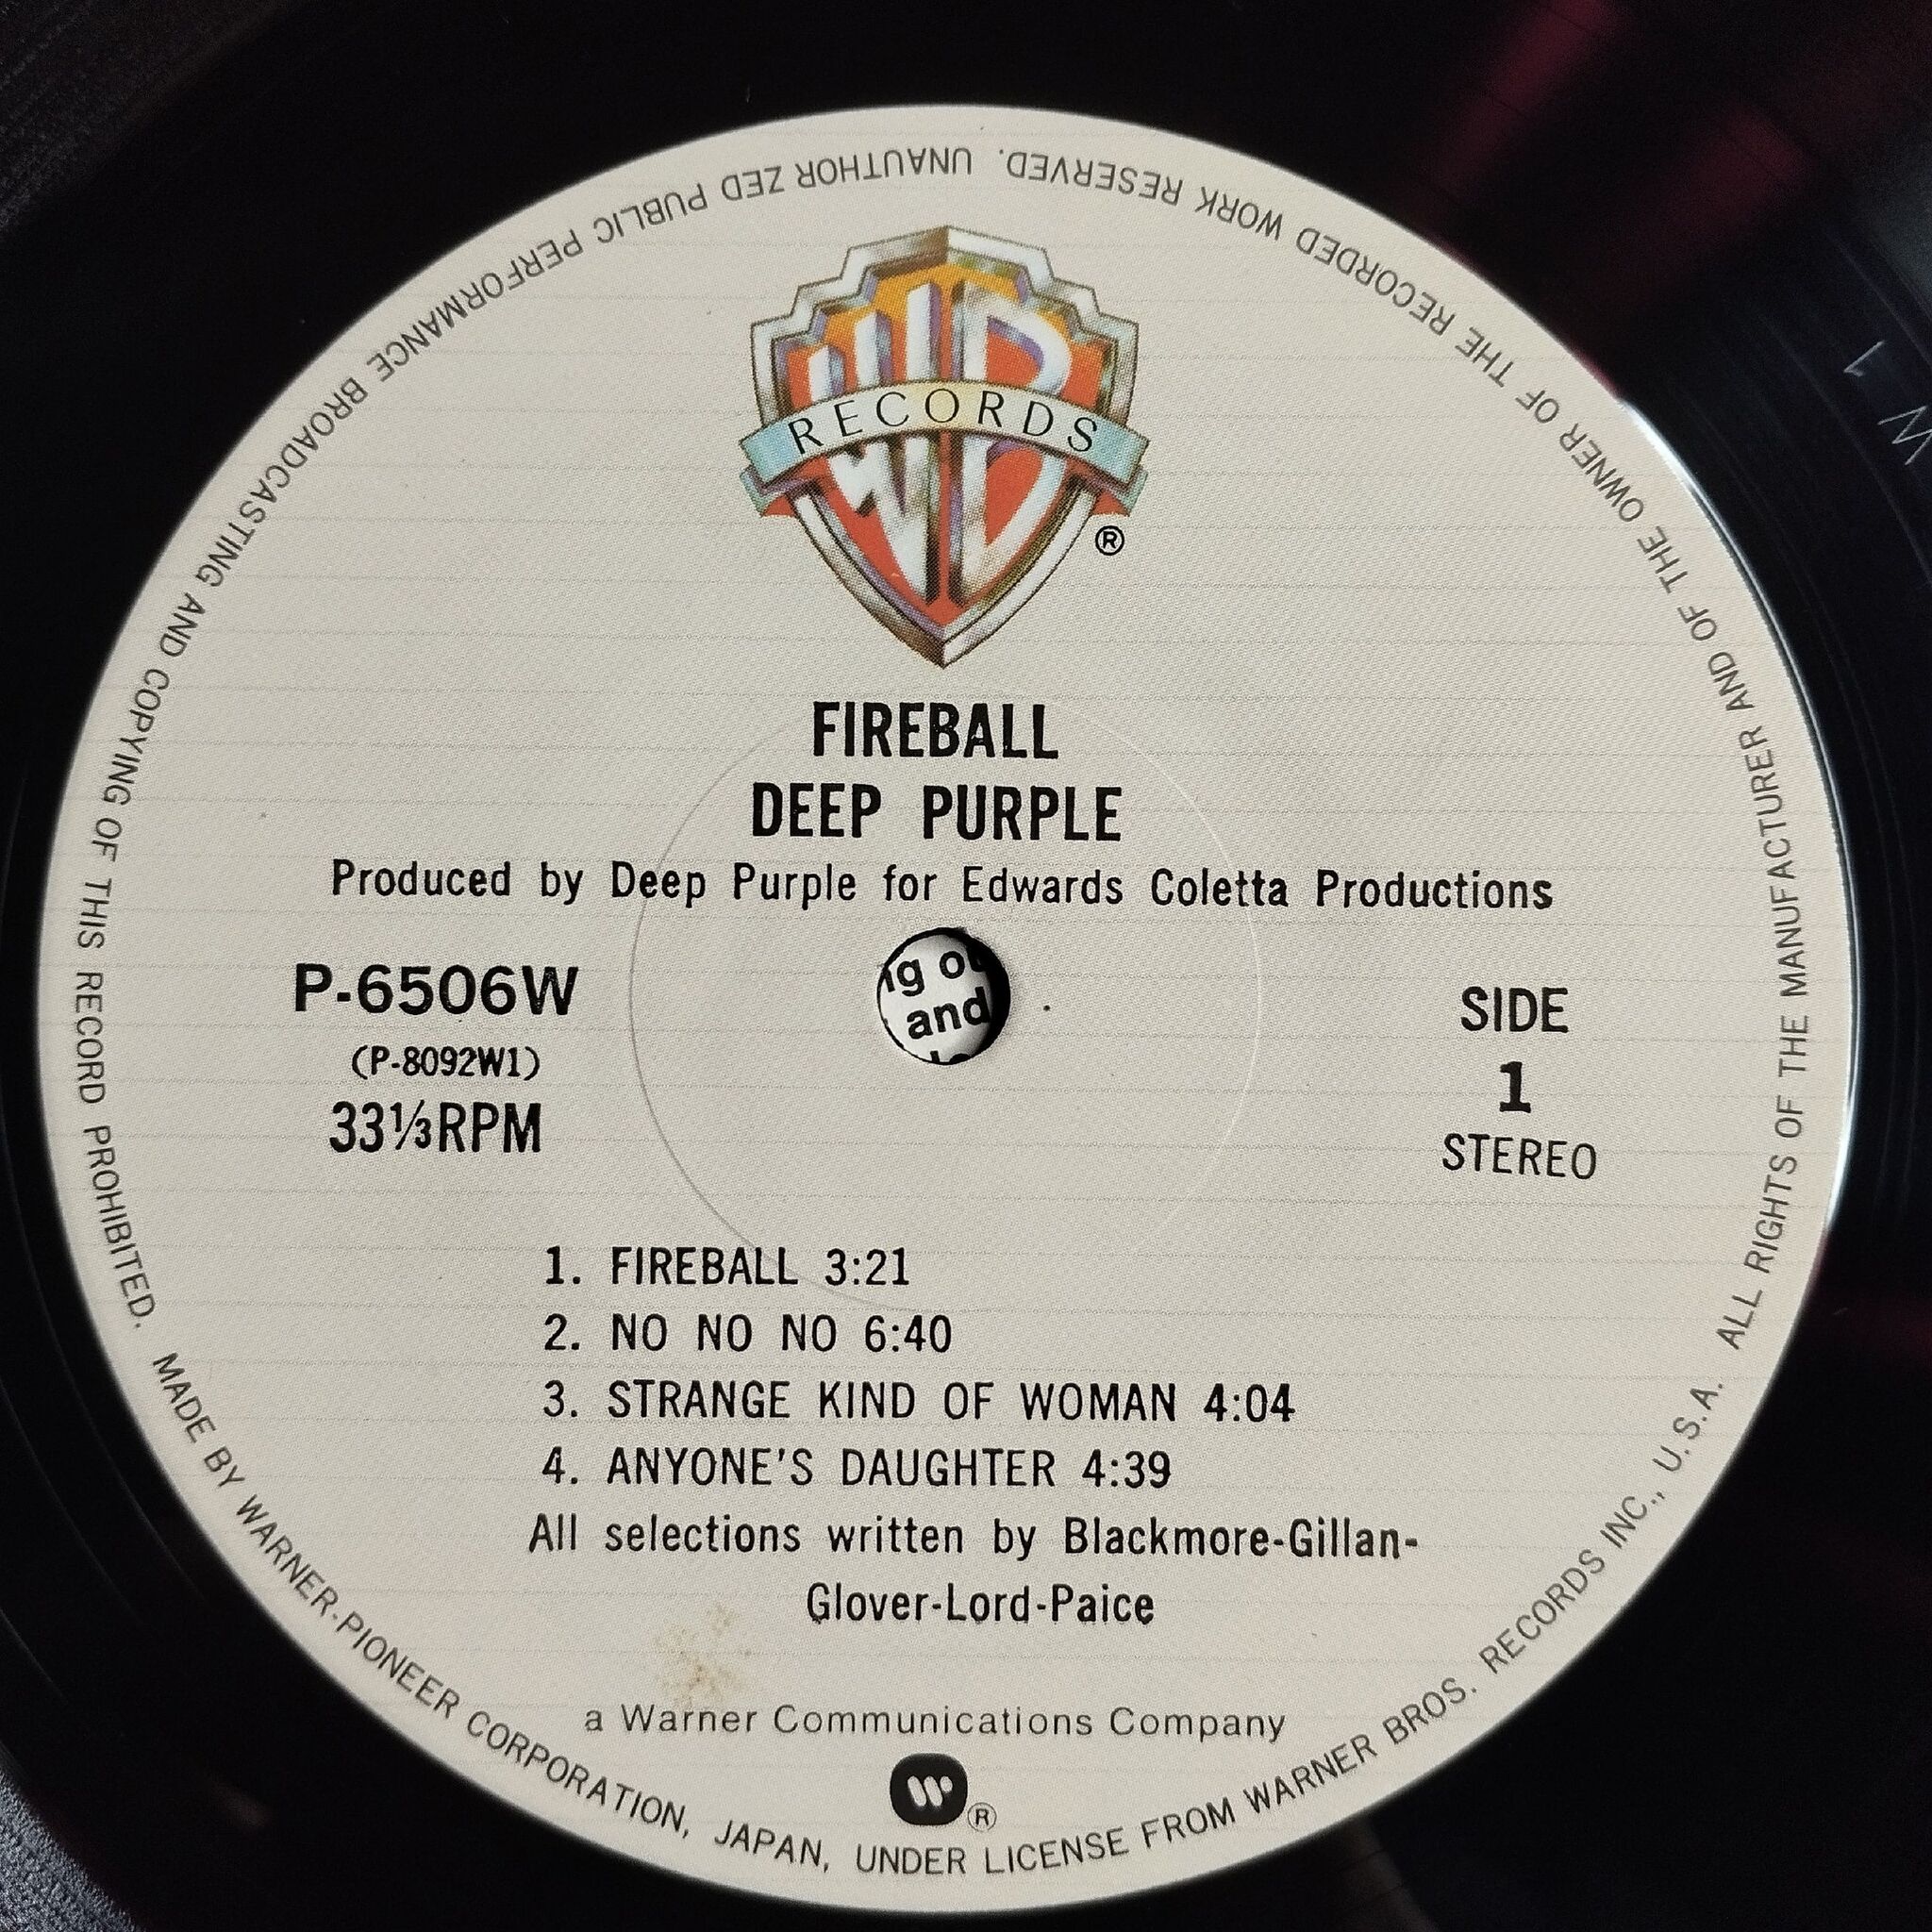 WB
RECORDS
®
FIREBALL
DEEP PURPLE
Produced by Deep Purple for Edwards Coletta Productions
P-6506W
(P-8092W1)
33⅓RPM
SIDE
1
STEREO
ig
and
1. FIREBALL 3:21
2. NO NO NO 6:40
3. STRANGE KIND OF WOMAN 4:04
4. ANYONE'S DAUGHTER 4:39
All selections written by Blackmore-Gillan-
Glover-Lord-Paice
a Warner Communications Company
W
®
MADE BY WARNER-PIONEER CORPORATION, JAPAN, UNDER LICENSE FROM WARNER BROS. RECORDS INC., U.S.A. ALL RIGHTS OF THE MANUFACTURER AND OF THE OWNER OF THE RECORDED WORK RESERVED. UNAUTHOR ZED PUBLIC PERFORMANCE BROADCASTING AND COPYING OF THIS RECORD PROHIBITED.
W 1